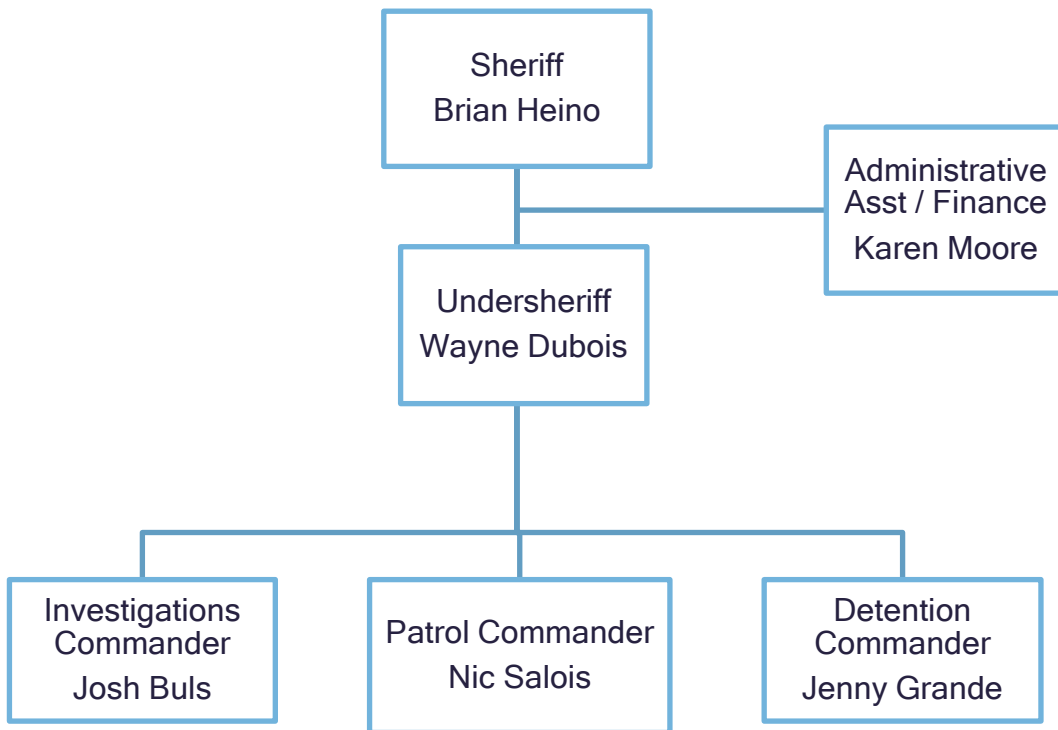 Sheriff
Brian Heino
Administrative
Asst / Finance
Karen Moore
Undersheriff
Wayne Dubois
Investigations
Commander
Josh Buls
Patrol Commander
Nic Salois
Detention
Commander
Jenny Grande